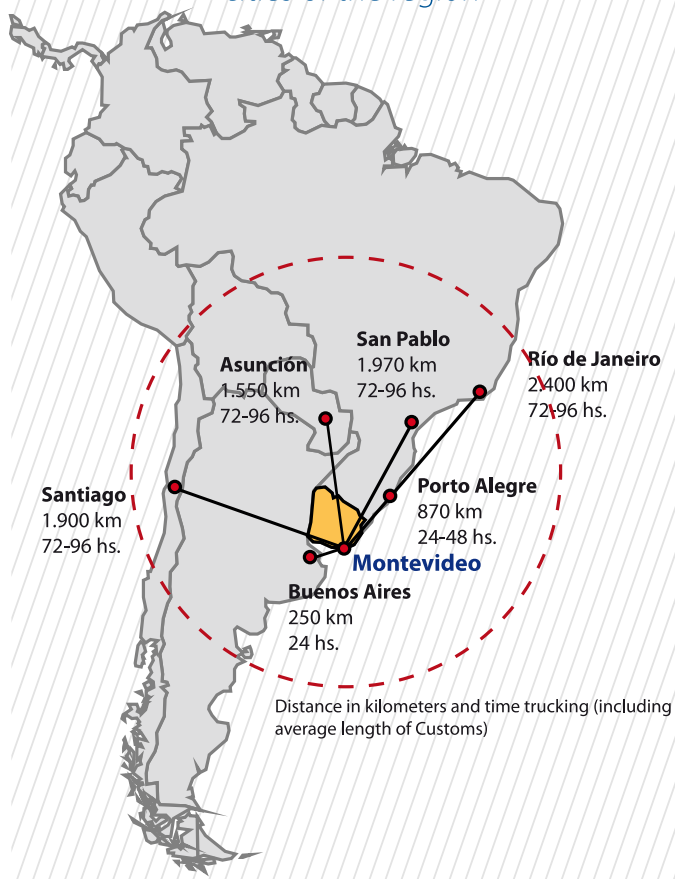 San Pablo
1.970 km
72-96 hs.
Asunción
1.550 km
72-96 hs.
Río de Janeiro
2.400 km
72-96 hs.
Santiago
1.900 km
72-96 hs.
Porto Alegre
870 km
24-48 hs.
Montevideo
Buenos Aires
250 km
24 hs.
Distance in kilometers and time trucking (including
average length of Customs)